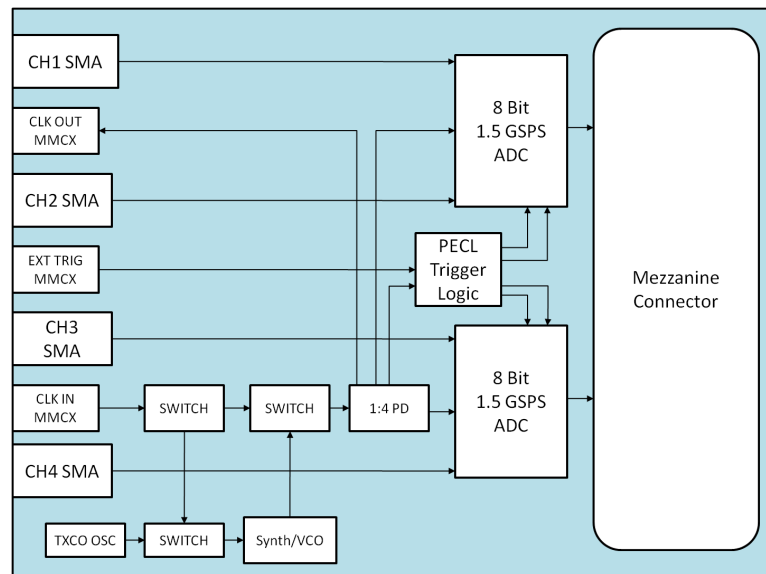 CH1 SMA
CLK OUT
MMCX
CH2 SMA
EXT TRIG
MMCX
CH3
SMA
CLK IN
MMCX
CH4 SMA
TXCO OSC
SWITCH
SWITCH
SWITCH
Synth/VCO
1:4 PD
PECL
Trigger
Logic
8 Bit
1.5 GSPS
ADC
8 Bit
1.5 GSPS
ADC
Mezzanine
Connector